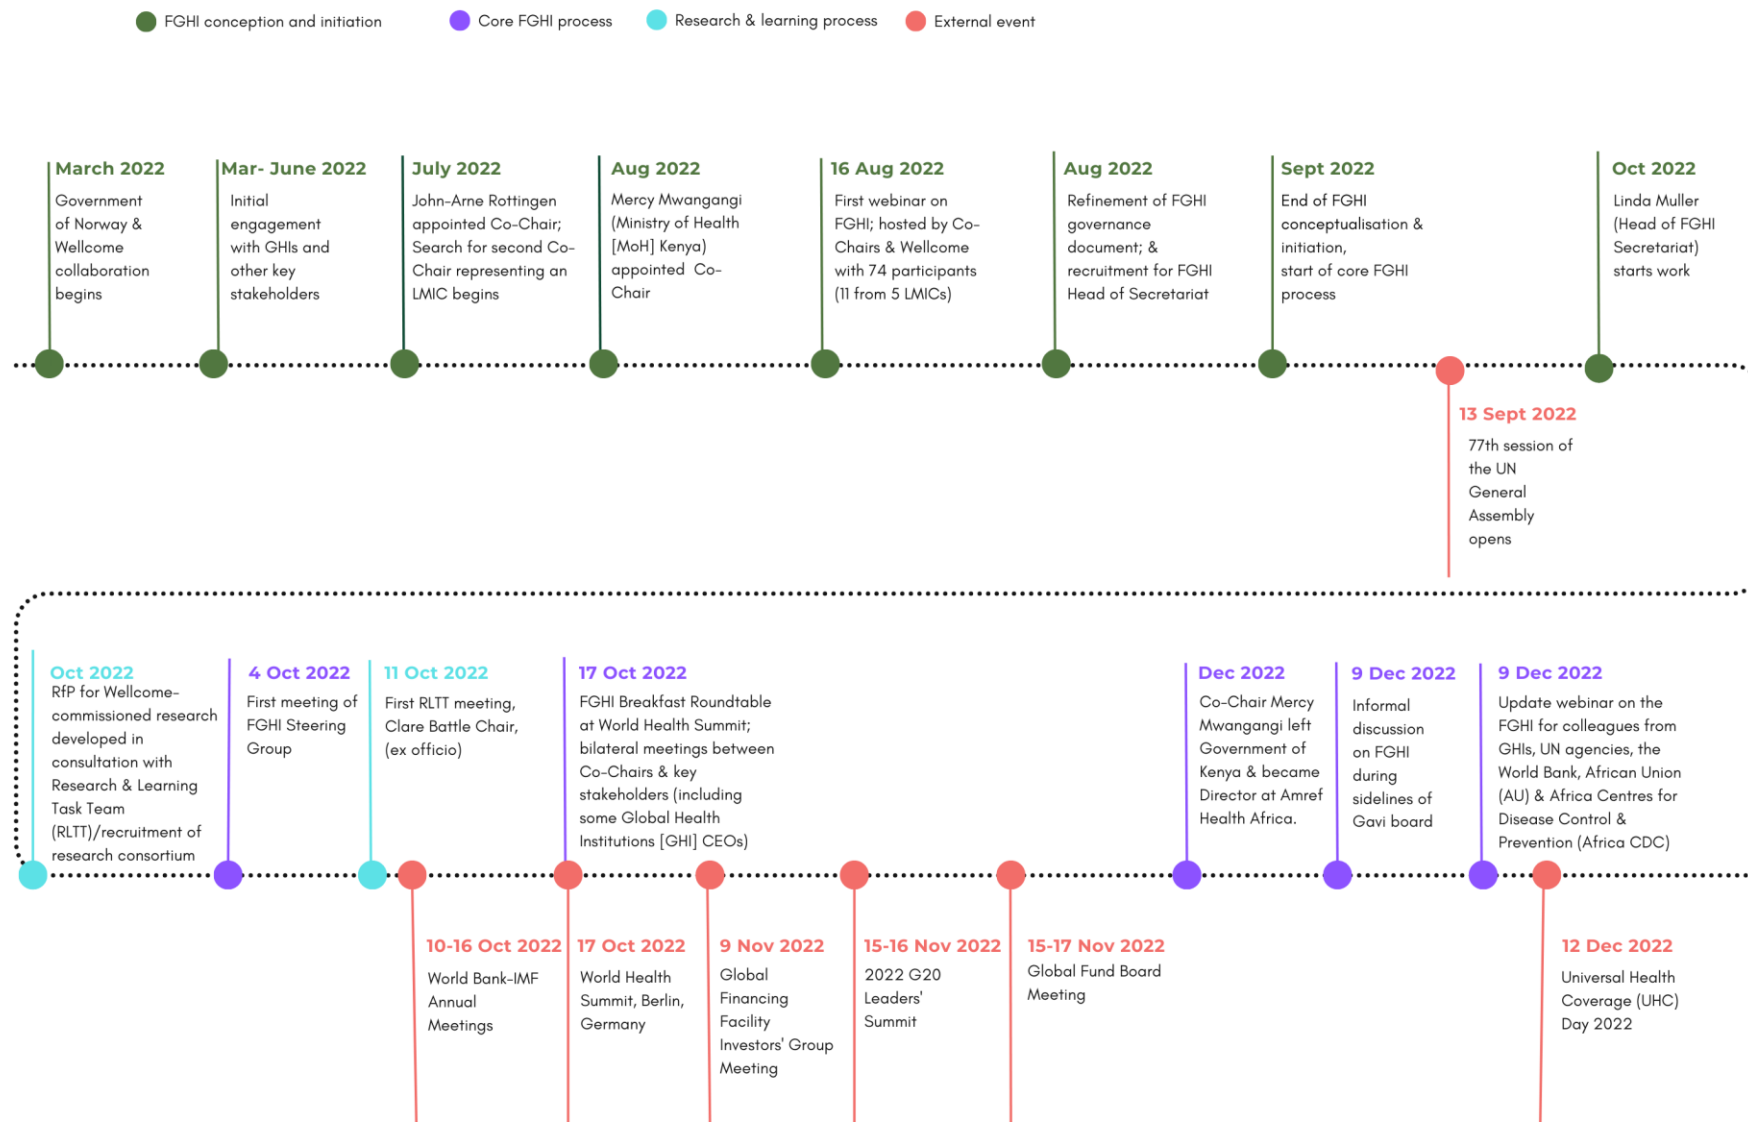 FGHI conception and initiation
Core FGHI process
Research & learning process
External event
March 2022
Government
of Norway &
Wellcome
collaboration
begins
Mar- June 2022
Initial
engagement
with GHIs and
other key
stakeholders
July 2022
John-Arne Rottingen
appointed Co-Chair;
Search for second Co-
Chair representing an
LMIC begins
Aug 2022
Mercy Mwangangi
(Ministry of Health
[MoH] Kenya)
appointed Co-
Chair
16 Aug 2022
First webinar on
FGHI; hosted by Co-
Chairs & Wellcome
with 74 participants
(11 from 5 LMICs)
Aug 2022
Refinement of FGHI
governance
document; &
recruitment for FGHI
Head of Secretariat
Sept 2022
End of FGHI
conceptualisation &
initiation,
start of core FGHI
process
Oct 2022
Linda Muller
(Head of FGHI
Secretariat)
starts work
13 Sept 2022
77th session of
the UN
General
Assembly
opens
Oct 2022
RfP for Wellcome-
commissioned research
developed in
consultation with
Research & Learning
Task Team
(RLTT)/recruitment of
research consortium
4 Oct 2022
First meeting of
FGHI Steering
Group
11 Oct 2022
First RLTT meeting,
Clare Battle Chair,
(ex officio)
17 Oct 2022
FGHI Breakfast Roundtable
at World Health Summit;
bilateral meetings between
Co-Chairs & key
stakeholders (including
some Global Health
Institutions [GHI] CEOs)
Dec 2022
Co-Chair Mercy
Mwangangi left
Government of
Kenya & became
Director at Amref
Health Africa.
9 Dec 2022
Informal
discussion
on FGHI
during
sidelines of
Gavi board
9 Dec 2022
Update webinar on the
FGHI for colleagues from
GHIs, UN agencies, the
World Bank, African Union
(AU) & Africa Centres for
Disease Control &
Prevention (Africa CDC)
10-16 Oct 2022
World Bank-IMF
Annual
Meetings
17 Oct 2022
World Health
Summit, Berlin,
Germany
9 Nov 2022
Global
Financing
Facility
Investors' Group
Meeting
15-16 Nov 2022
2022 G20
Leaders'
Summit
15-17 Nov 2022
Global Fund Board
Meeting
12 Dec 2022
Universal Health
Coverage (UHC)
Day 2022